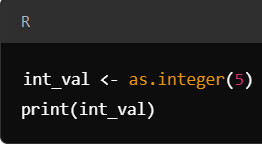 R
int_val <- as.integer(5)
print(int_val)